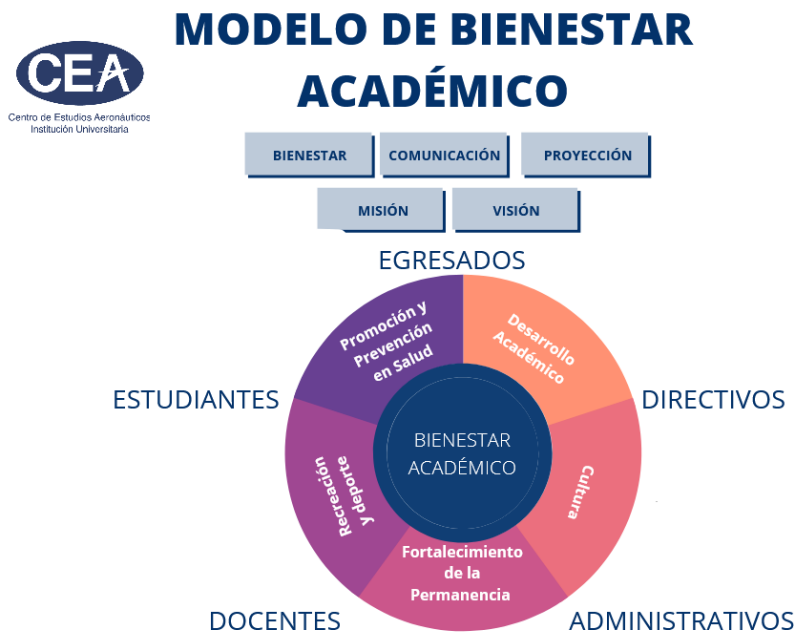 MODELO DE BIENESTAR
ACADÉMICO
CEA
Centro de Estudios Aeronáuticos
Institución Universitaria
BIENESTAR
COMUNICACIÓN
PROYECCIÓN
MISIÓN
VISIÓN
EGRESADOS
Promoción y
Prevención
en Salud
Desarrollo
Académico
ESTUDIANTES
DIRECTIVOS
BIENESTAR
ACADÉMICO
Recreación
y deporte
Cultura
Fortalecimiento
de la
Permanencia
DOCENTES
ADMINISTRATIVOS